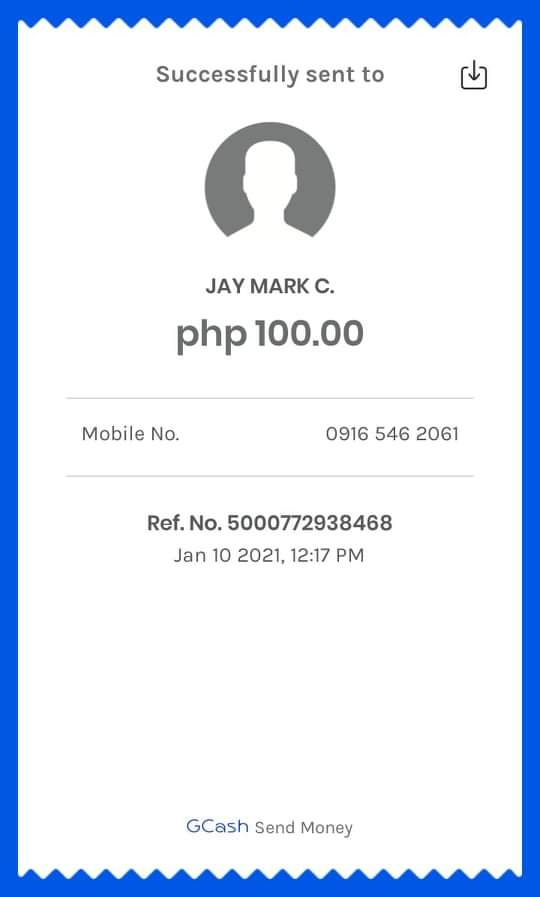 Successfully sent to
JAY MARK C.
php 100.00
Mobile No. 0916 546 2061
Ref. No. 5000772938468
Jan 10 2021, 12:17 PM
GCash Send Money